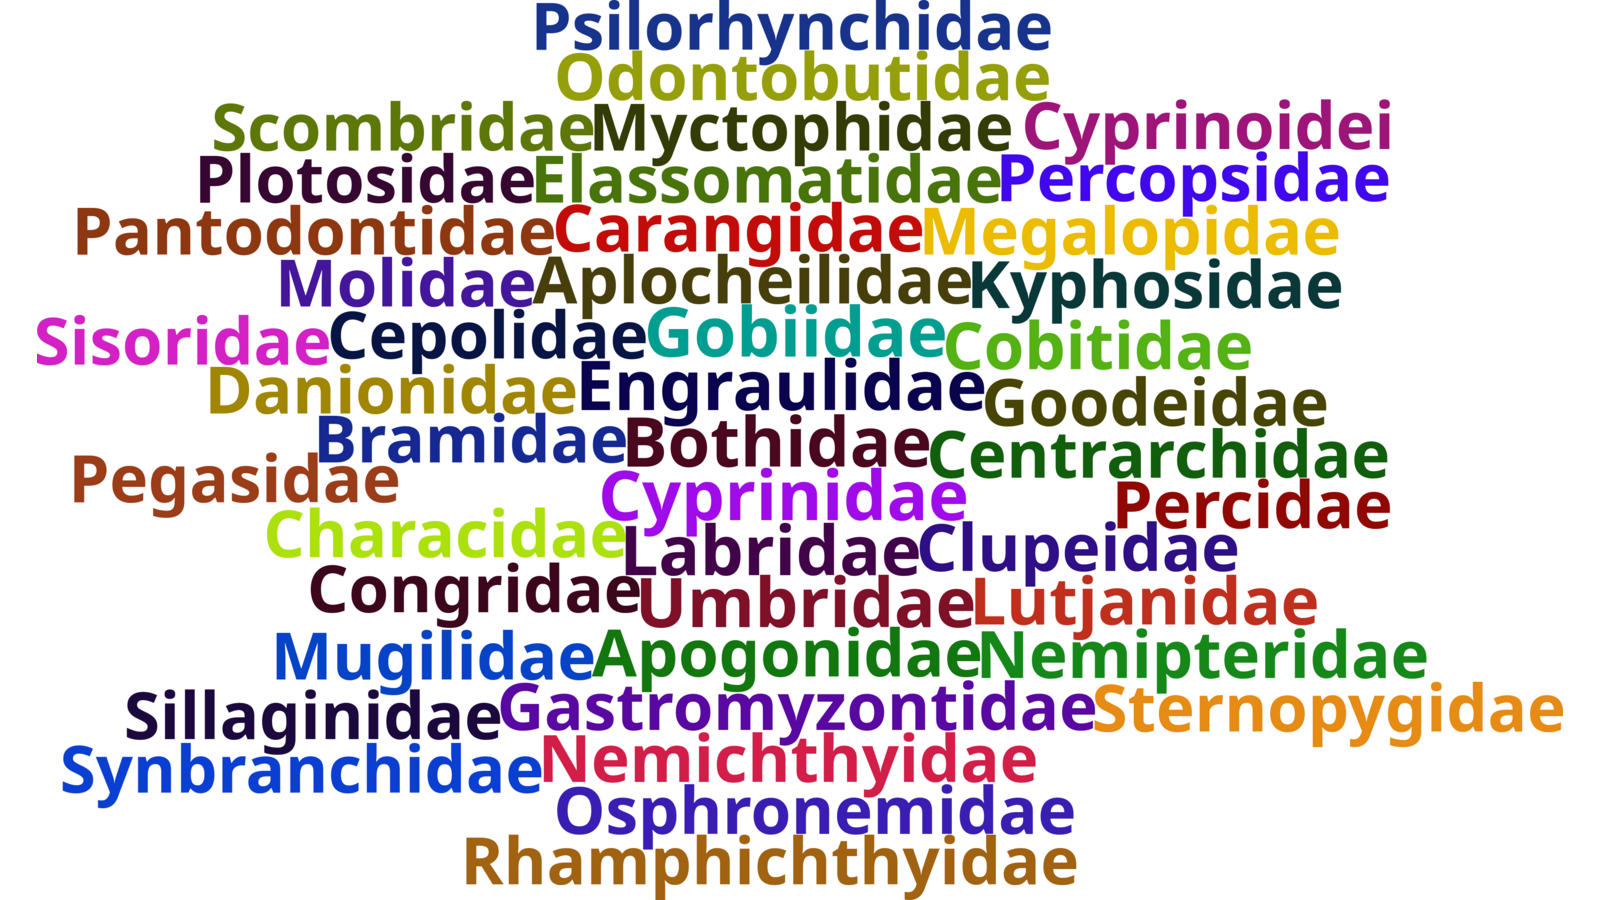 Psilorhynchidae
Odontobutidae
Scombridae Myctophidae Cyprinoidei
Plotosidae Elassomatidae Percopsidae
Pantodontidae Carangidae Megalopidae
Molidae Aplocheilidae Kyphosidae
Sisoridae Cepolidae Gobiidae Cobitidae
Danionidae Engraulidae Goodeidae
Bramidae Bothidae Centrarchidae
Pegasidae Cyprinidae Percidae
Characidae Labridae Clupeidae
Congridae Umbridae Lutjanidae
Mugilidae Apogonidae Nemipteridae
Sillaginidae Gastromyzontidae Sternopygidae
Synbranchidae Nemichthyidae
Osphronemidae
Rhamphichthyidae